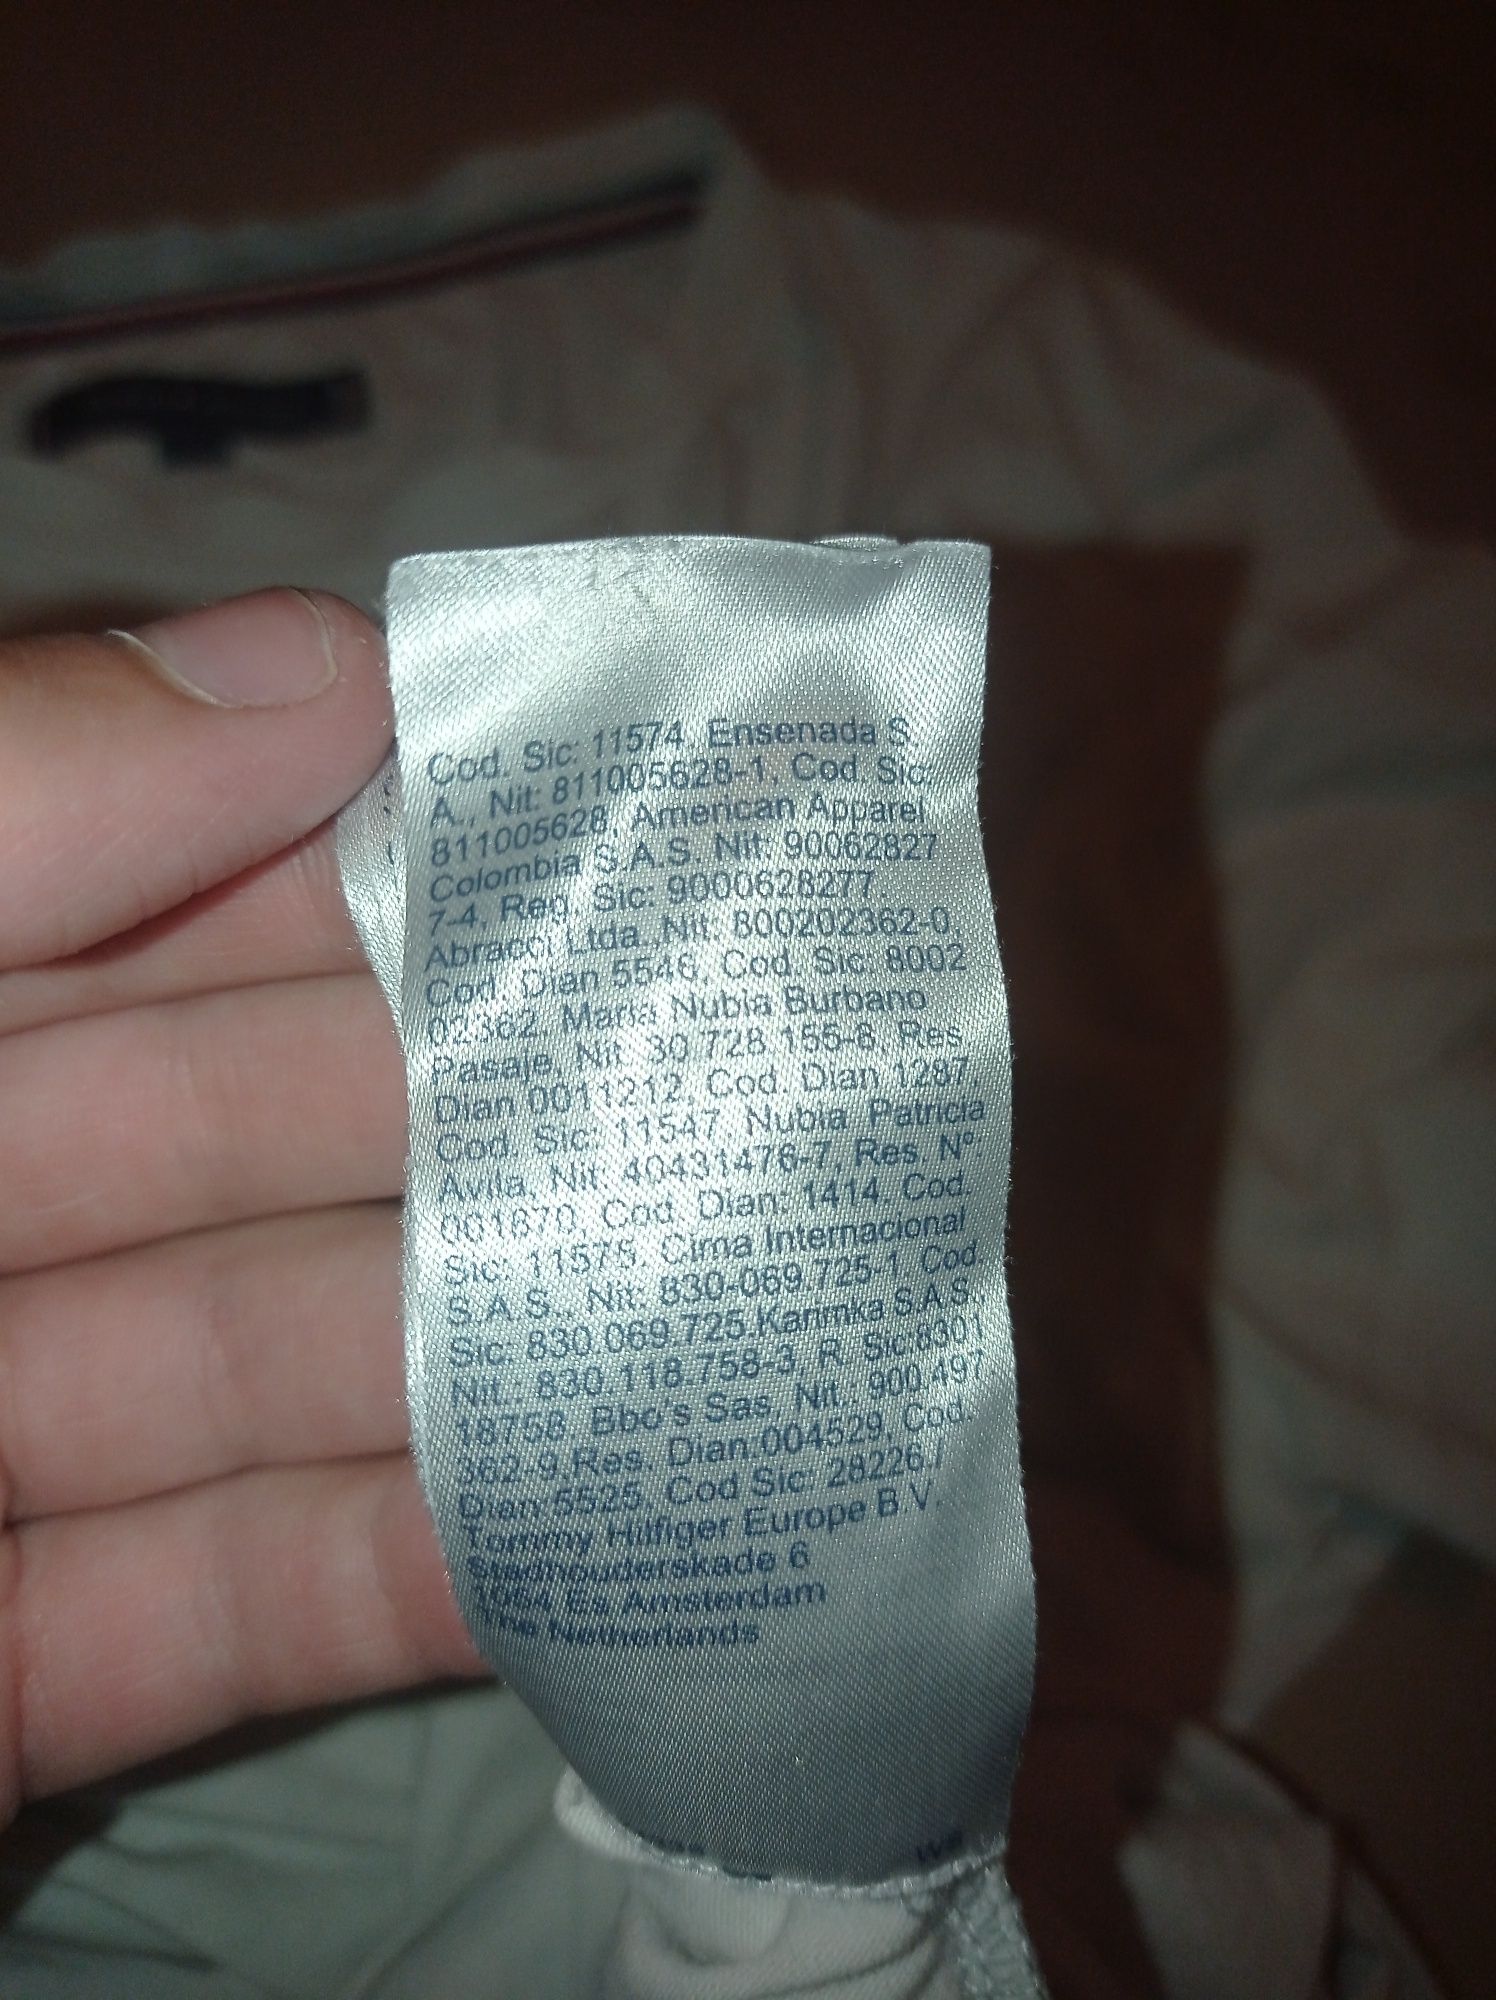 Cod. Sic: 11574, Ensenada S.
A., Nit: 811005628-1, Cod. Sic:
811005628, American Apparel
Colombia S.A.S. Nit: 90062827
7-4, Reg. Sic: 9000628277.
Abracci Ltda., Nit: 800202362-0,
Cod. Dian 5546, Cod. Sic: 8002
02362, Maria Nubia Burbano
Pasaje, Nit: 30.728.155-8, Res.
Dian 0011212, Cod. Dian 1287,
Cod. Sic: 11547, Nubia Patricia
Avila, Nit: 40431476-7, Res. Nº.
001670, Cod. Dian: 1414, Cod.
Sic: 11575, Cima Internacional
S.A.S., Nit: 830-069.725-1, Cod
Sic: 830.069.725.Karimka S.A.S
Nit.: 830.118.758-3, R. Sic:8301
18758, Bbc's Sas, Nit.: 900.497
362-9.Res. Dian.004529, Cod.
Dian:5525, Cod Sic: 28226./
Tommy Hilfiger Europe B.V.
Stadhouderskade 6
1054 Es Amsterdam
The Netherlands